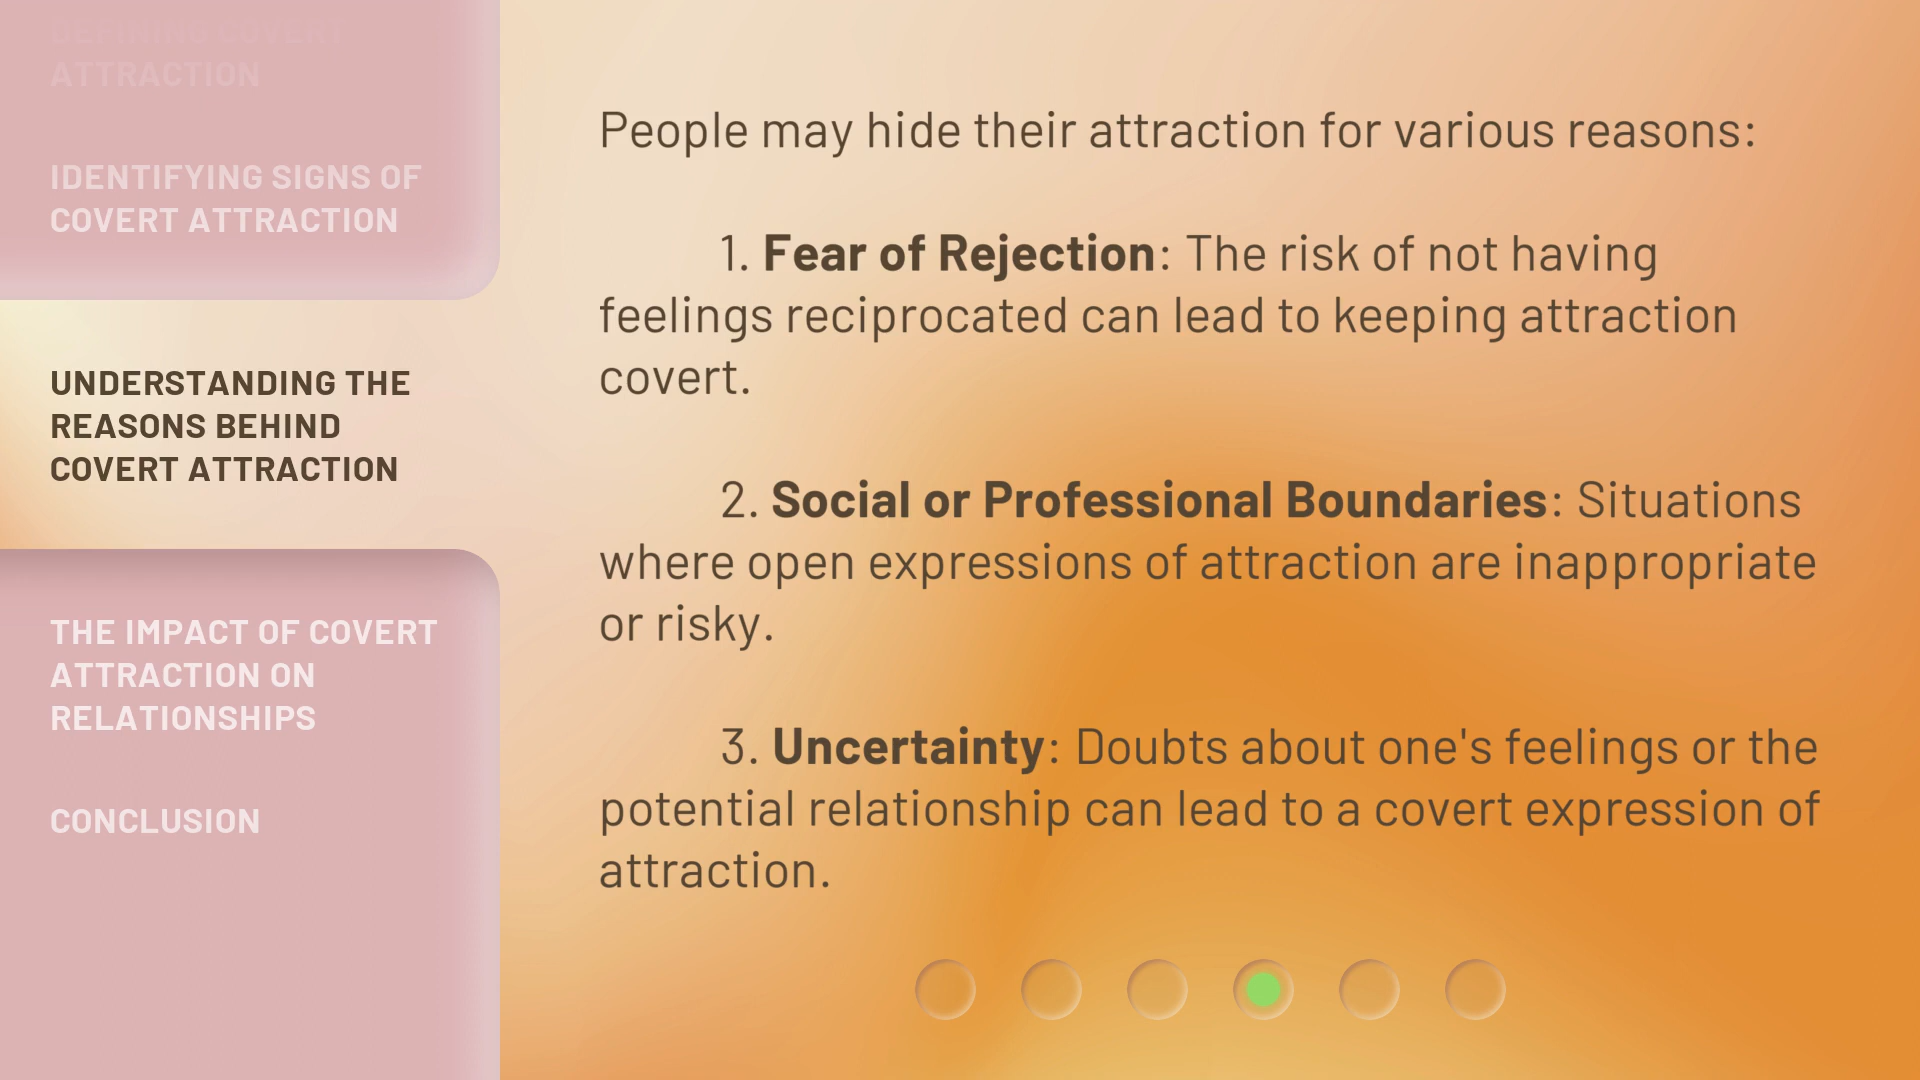 DEFINING COVERT
ATTRACTION
IDENTIFYING SIGNS OF
COVERT ATTRACTION
UNDERSTANDING THE
REASONS BEHIND
COVERT ATTRACTION
THE IMPACT OF COVERT
ATTRACTION ON
RELATIONSHIPS
CONCLUSION
People may hide their attraction for various reasons:
1. Fear of Rejection: The risk of not having
feelings reciprocated can lead to keeping attraction
covert.
2. Social or Professional Boundaries: Situations
where open expressions of attraction are inappropriate
or risky.
3. Uncertainty: Doubts about one's feelings or the
potential relationship can lead to a covert expression of
attraction.